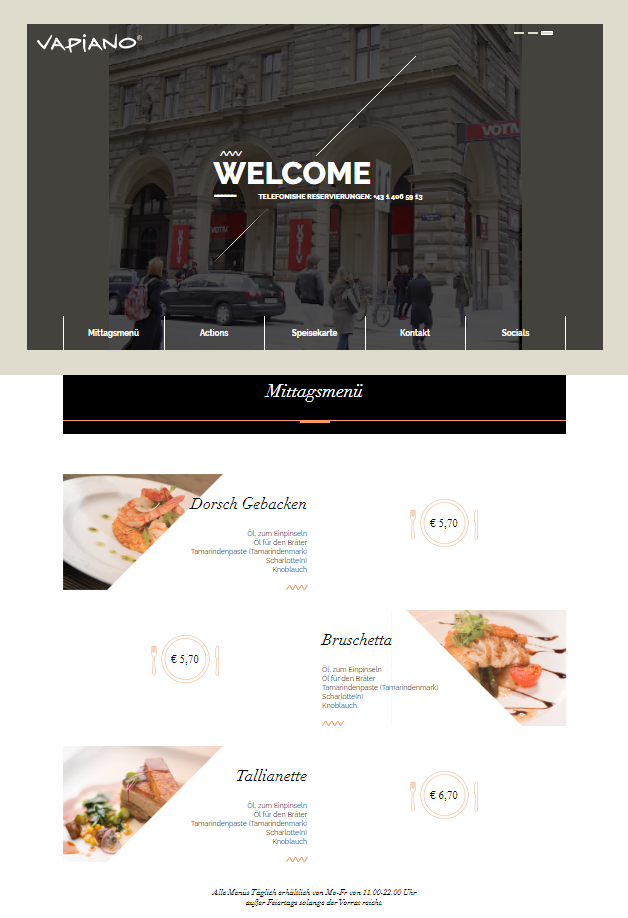 VAPIANO®
VOTIV
WELCOME
TELEFONISHE RESERVIERUNGEN: +43 1 406 59 13
VOTIV
VOTIV
Mittagsmenü
Actions
Speisekarte
Kontakt
Socials
Mittagsmenü
Dorsch Gebacken
Öl, zum Einpinseln
Öl für den Bräter
Tamarindenpaste (Tamarindenmark)
Scharlotte(n)
Knoblauch
€ 5,70
€ 5,70
Bruschetta
Öl, zum Einpinseln
Öl für den Bräter
Tamarindenpaste (Tamarindenmark)
Scharlotte(n)
Knoblauch
Tallianette
Öl, zum Einpinseln
Öl für den Bräter
Tamarindenpaste (Tamarindenmark)
Scharlotte(n)
Knoblauch
€ 6,70
Alle Menüs Täglich erhältlich von Mo-Fr von 11.00-22.00 Uhr
außer Feiertags solange der Vorrat reicht.